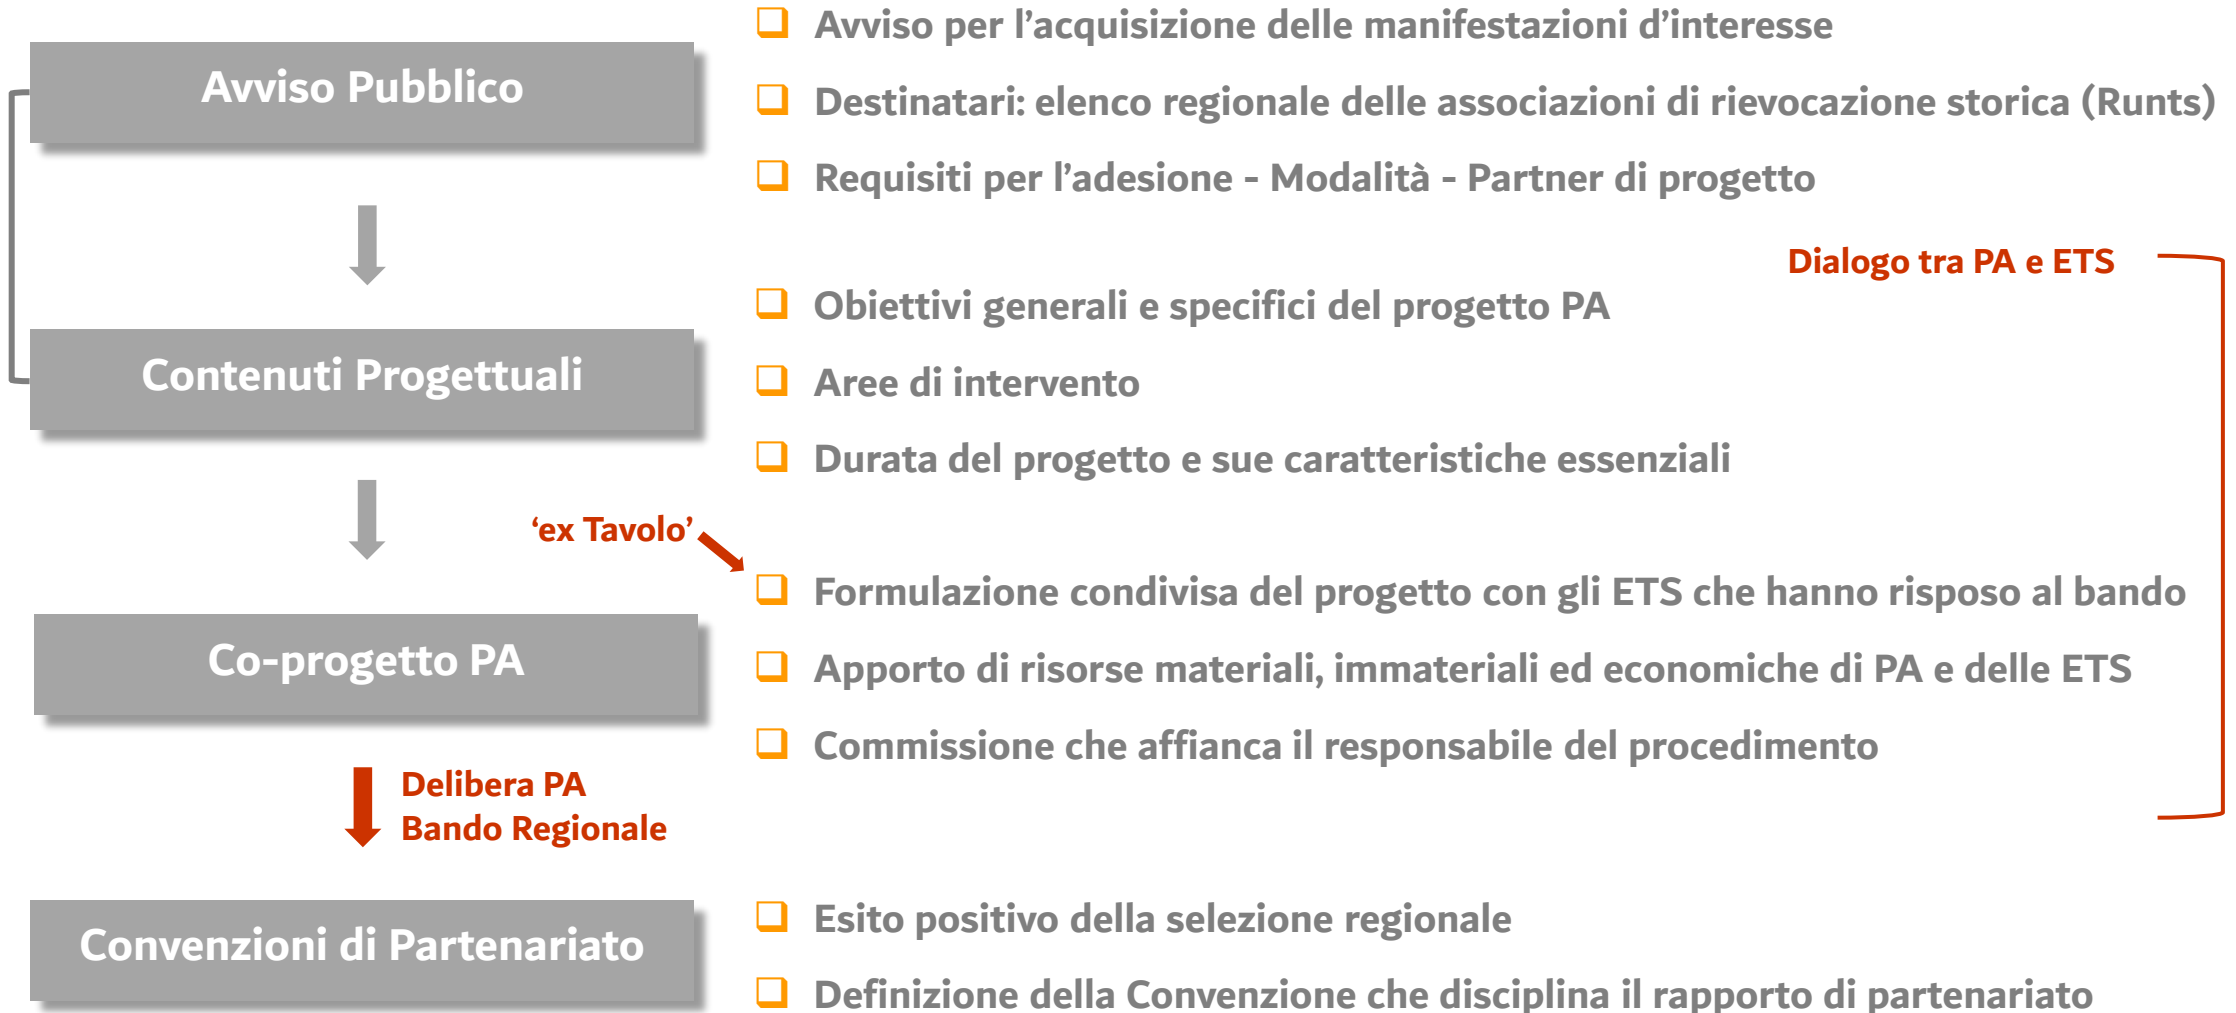 Avviso Pubblico
Avviso per l’acquisizione delle manifestazioni d’interesse
Destinatari: elenco regionale delle associazioni di rievocazione storica (Runts)
Requisiti per l’adesione - Modalità - Partner di progetto
Dialogo tra PA e ETS
Contenuti Progettuali
Obiettivi generali e specifici del progetto PA
Aree di intervento
Durata del progetto e sue caratteristiche essenziali
‘ex Tavolo’
Co-progetto PA
Formulazione condivisa del progetto con gli ETS che hanno risposo al bando
Apporto di risorse materiali, immateriali ed economiche di PA e delle ETS
Commissione che affianca il responsabile del procedimento
Delibera PA
Bando Regionale
Convenzioni di Partenariato
Esito positivo della selezione regionale
Definizione della Convenzione che disciplina il rapporto di partenariato